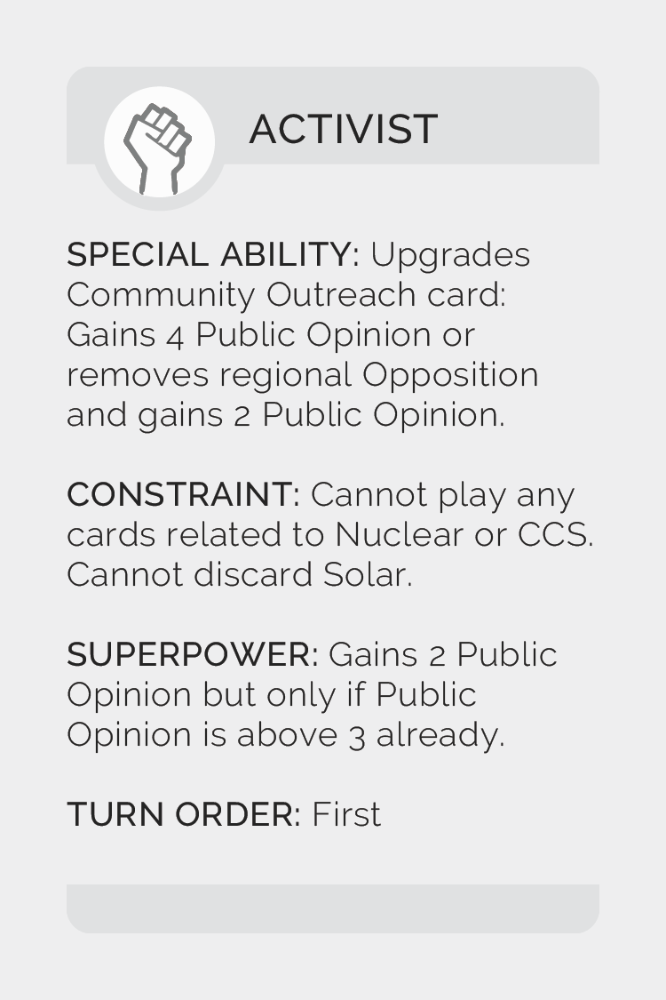 ACTIVIST
SPECIAL ABILITY: Upgrades
Community Outreach card:
Gains 4 Public Opinion or
removes regional Opposition
and gains 2 Public Opinion.
CONSTRAINT: Cannot play any
cards related to Nuclear or CCS.
Cannot discard Solar.
SUPERPOWER: Gains 2 Public
Opinion but only if Public
Opinion is above 3 already.
TURN ORDER: First